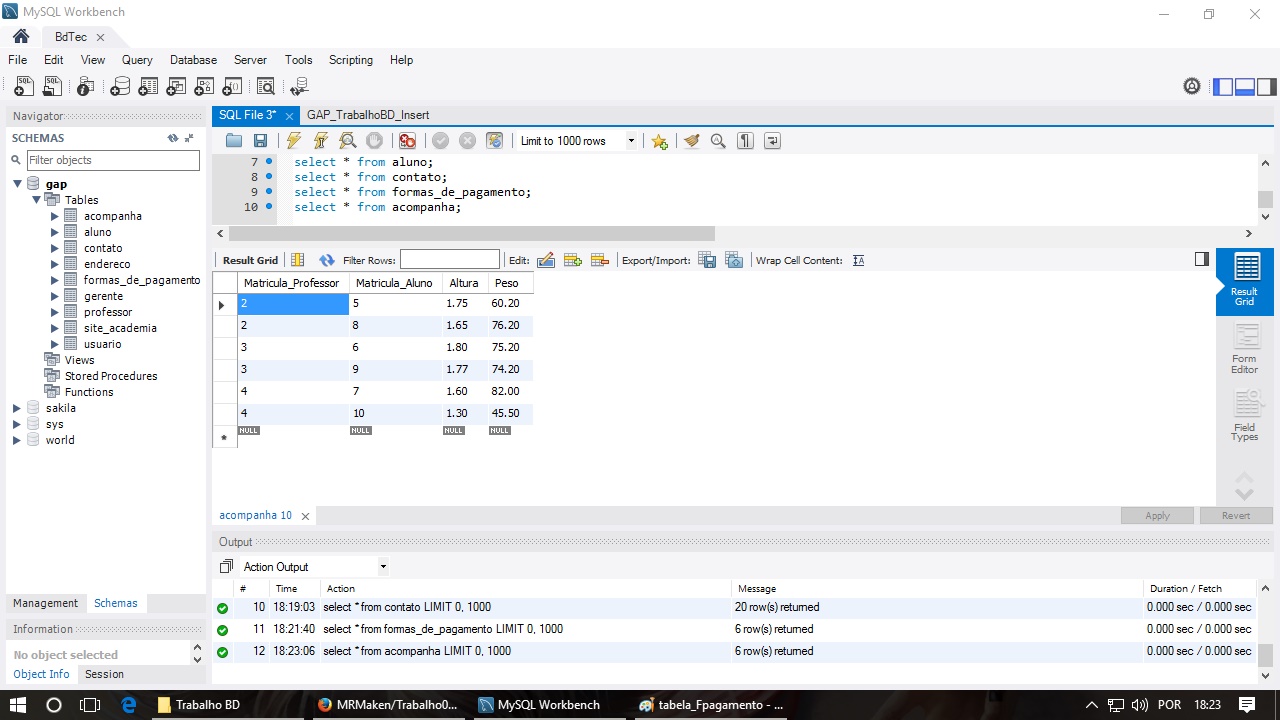 MySQL Workbench
BdTec
File Edit View Query Database Server Tools Scripting Help
Navigator
SCHEMAS
Filter objects
gap
Tables
acompanha
aluno
contato
endereco
formas_de_pagamento
gerente
professor
site_academia
usuario
Views
Stored Procedures
Functions
sakila
sys
world
Management Schemas
Information
No object selected
Object Info Session
SQL File 3* GAP_TrabalhoBD_Insert
Limit to 1000 rows
7 select * from aluno;
8 select * from contato;
9 select * from formas_de_pagamento;
10 select * from acompanha;
Result Grid Filter Rows: Edit: Export/Import: Wrap Cell Content:
Matricula_Professor Matricula_Aluno Altura Peso
2 5 1.75 60.20
2 8 1.65 76.20
3 6 1.80 75.20
3 9 1.77 74.20
4 7 1.60 82.00
4 10 1.30 45.50
NULL NULL NULL NULL
Result
Grid
Form
Editor
Field
Types
acompanha 10 Apply Revert
Output
Action Output
# Time Action Message Duration / Fetch
10 18:19:03 select * from contato LIMIT 0, 1000 20 row(s) returned 0.000 sec / 0.000 sec
11 18:21:40 select * from formas_de_pagamento LIMIT 0, 1000 6 row(s) returned 0.000 sec / 0.000 sec
12 18:23:06 select * from acompanha LIMIT 0, 1000 6 row(s) returned 0.000 sec / 0.000 sec
Trabalho BD MRMaken/Trabalho0... MySQL Workbench tabela_Fpagamento - ... POR 18:23